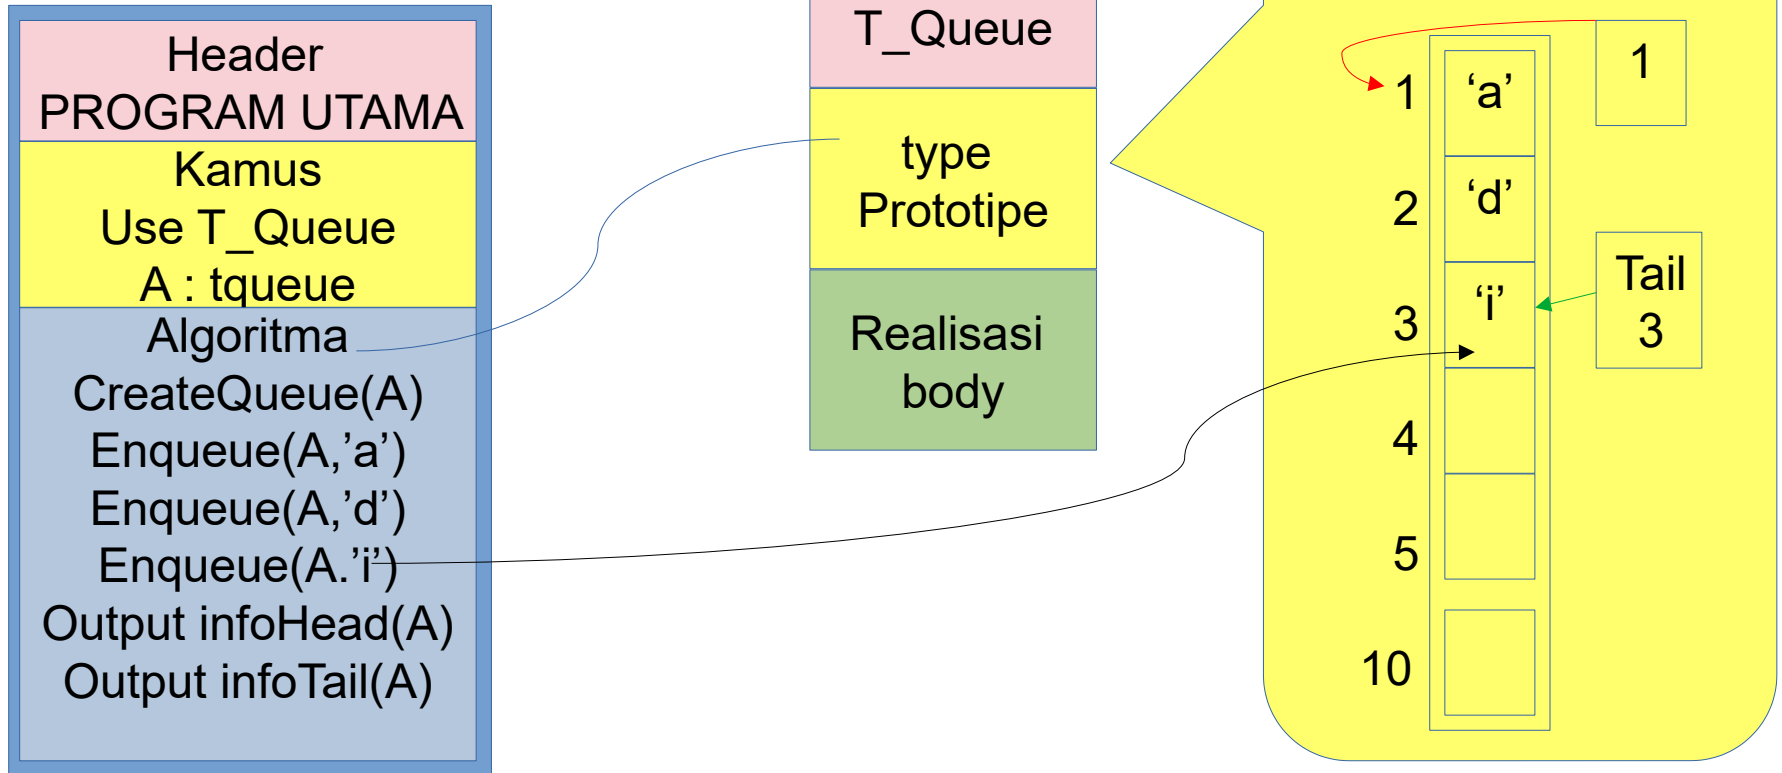 Header
PROGRAM UTAMA
Kamus
Use T_Queue
A : tqueue
Algoritma
CreateQueue(A)
Enqueue(A,’a’)
Enqueue(A,’d’)
Enqueue(A.’i’)
Output infoHead(A)
Output infoTail(A)
T_Queue
type
Prototipe
Realisasi
body
1
2
3
4
5
10
‘a’
‘d’
‘i’
1
Tail
3